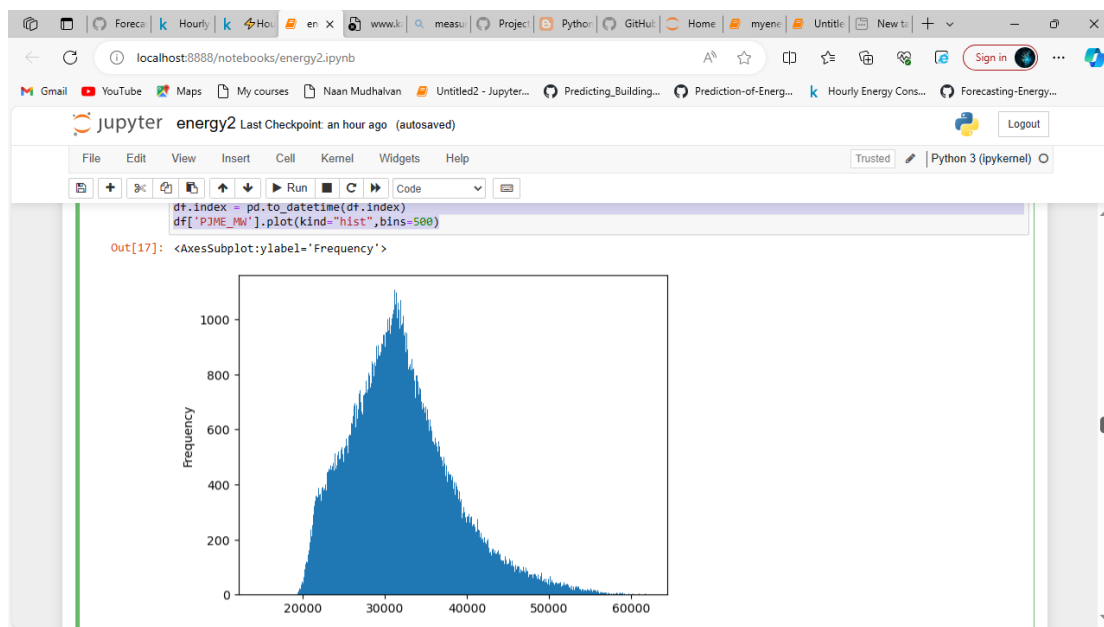 Foreca
Hourly
Hou
en
www.k
measu
Project
Python
GitHub
Home
myene
Untitle
New ta
localhost:8888/notebooks/energy2.ipynb
Sign in
Gmail
YouTube
Maps
My courses
Naan Mudhalvan
Untitled2 - Jupyter...
Predicting_Building...
Prediction-of-Energ...
Hourly Energy Cons...
Forecasting-Energy...
jupyter energy2 Last Checkpoint: an hour ago (autosaved)
Logout
File Edit View Insert Cell Kernel Widgets Help
Trusted
Python 3 (ipykernel)
Run
Code
df.index = pd.to_datetime(df.index)
df['PJME_MW'].plot(kind="hist",bins=500)
Out[17]: <AxesSubplot:ylabel='Frequency'>
1000
800
600
400
200
0
Frequency
20000 30000 40000 50000 60000